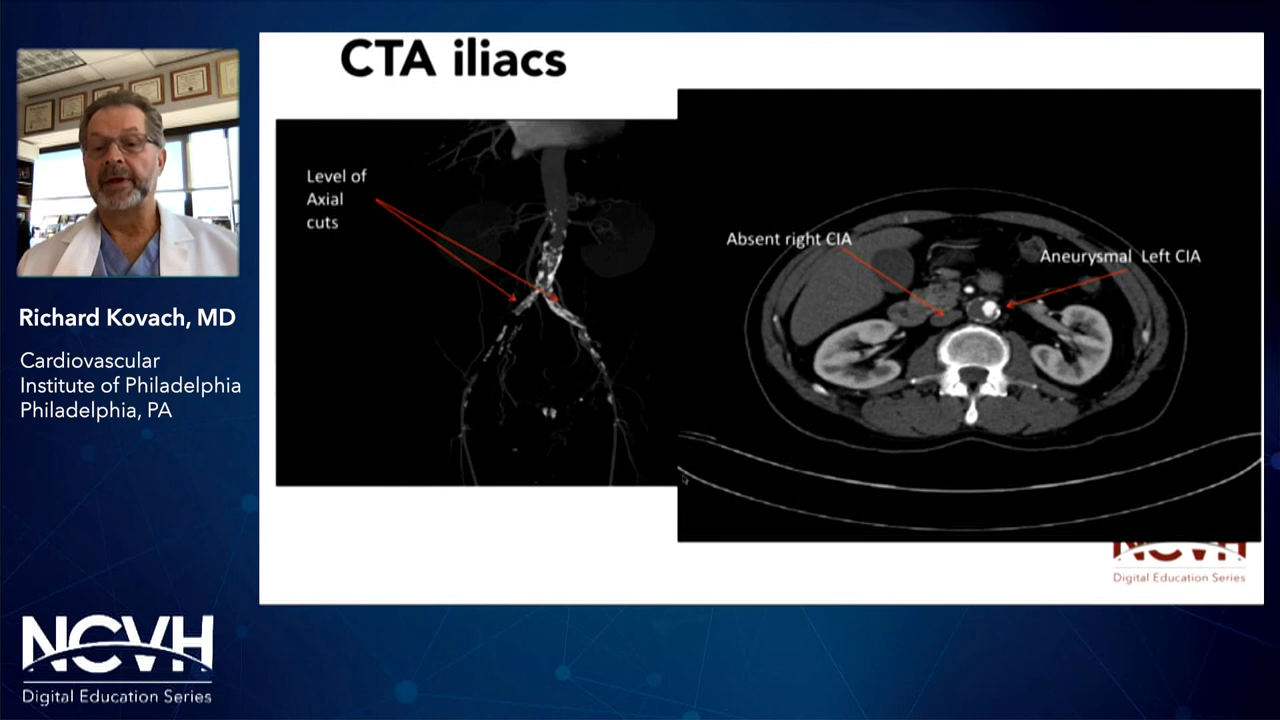 CTA iliacs
Level of
Axial
cuts
Absent right CIA
Aneurysmal Left CIA
NCVH
Digital Education Series
Richard Kovach, MD
Cardiovascular
Institute of Philadelphia
Philadelphia, PA
NCVH
Digital Education Series